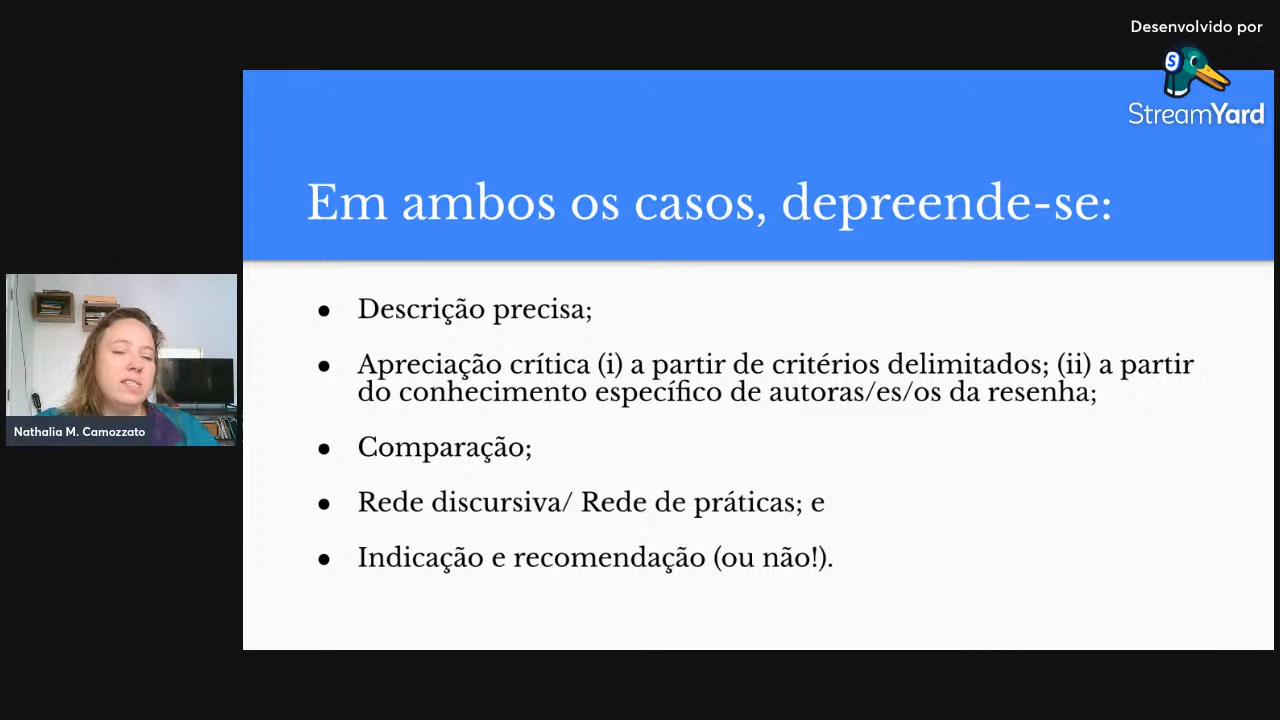 Desenvolvido por
StreamYard
Em ambos os casos, depreende-se:
● Descrição precisa;
● Apreciação crítica (i) a partir de critérios delimitados; (ii) a partir
do conhecimento específico de autoras/es/os da resenha;
● Comparação;
● Rede discursiva/ Rede de práticas; e
● Indicação e recomendação (ou não!).
Nathalia M. Camozzato